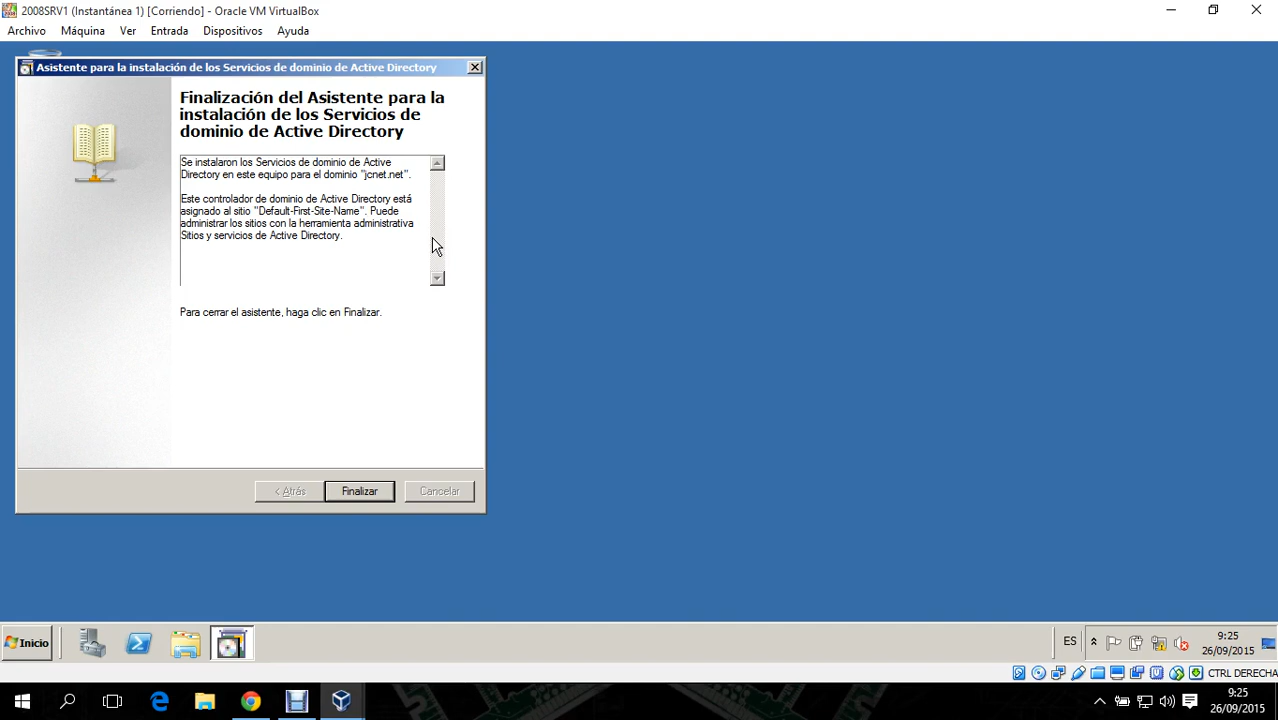 2008SRV1 (Instantánea 1) [Corriendo] - Oracle VM VirtualBox
Archivo Máquina Ver Entrada Dispositivos Ayuda
Asistente para la instalación de los Servicios de dominio de Active Directory
Finalización del Asistente para la
instalación de los Servicios de
dominio de Active Directory
Se instalaron los Servicios de dominio de Active
Directory en este equipo para el dominio "jcnet.net".
Este controlador de dominio de Active Directory está
asignado al sitio "Default-First-Site-Name". Puede
administrar los sitios con la herramienta administrativa
Sitios y servicios de Active Directory.
Para cerrar el asistente, haga clic en Finalizar.
< Atrás Finalizar Cancelar
Inicio ES 9:25
26/09/2015
CTRL DERECHA
9:25
26/09/2015